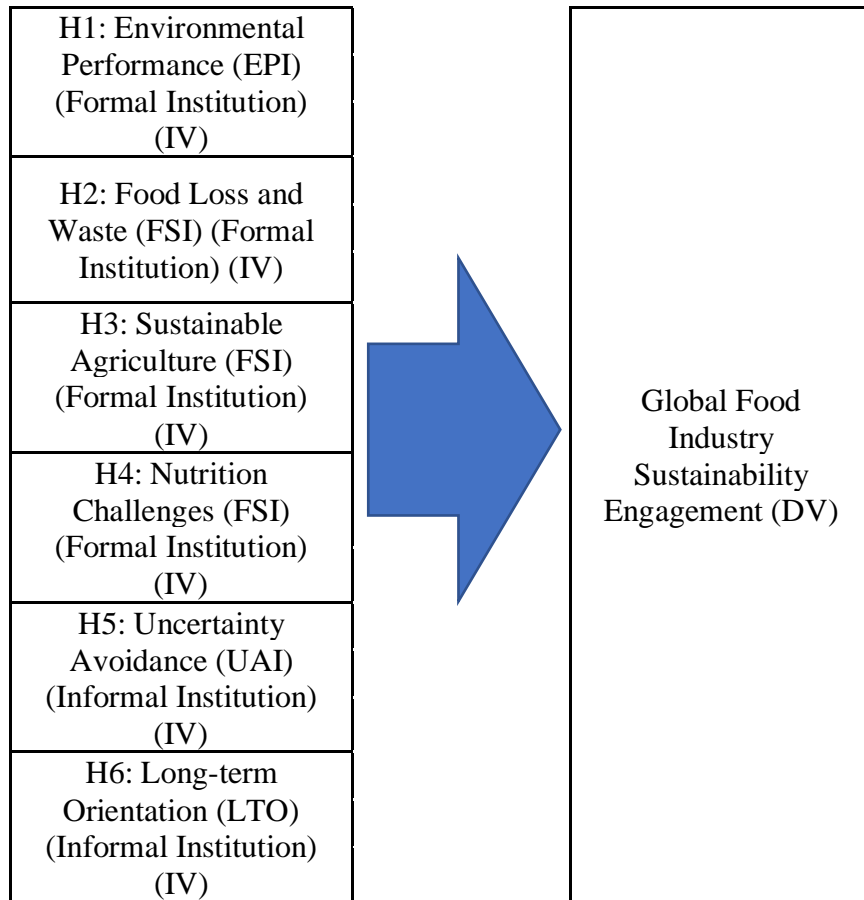 H1: Environmental
Performance (EPI)
(Formal Institution)
(IV)
H2: Food Loss and
Waste (FSI) (Formal
Institution) (IV)
H3: Sustainable
Agriculture (FSI)
(Formal Institution)
(IV)
H4: Nutrition
Challenges (FSI)
(Formal Institution)
(IV)
H5: Uncertainty
Avoidance (UAI)
(Informal Institution)
(IV)
H6: Long-term
Orientation (LTO)
(Informal Institution)
(IV)
Global Food
Industry
Sustainability
Engagement (DV)